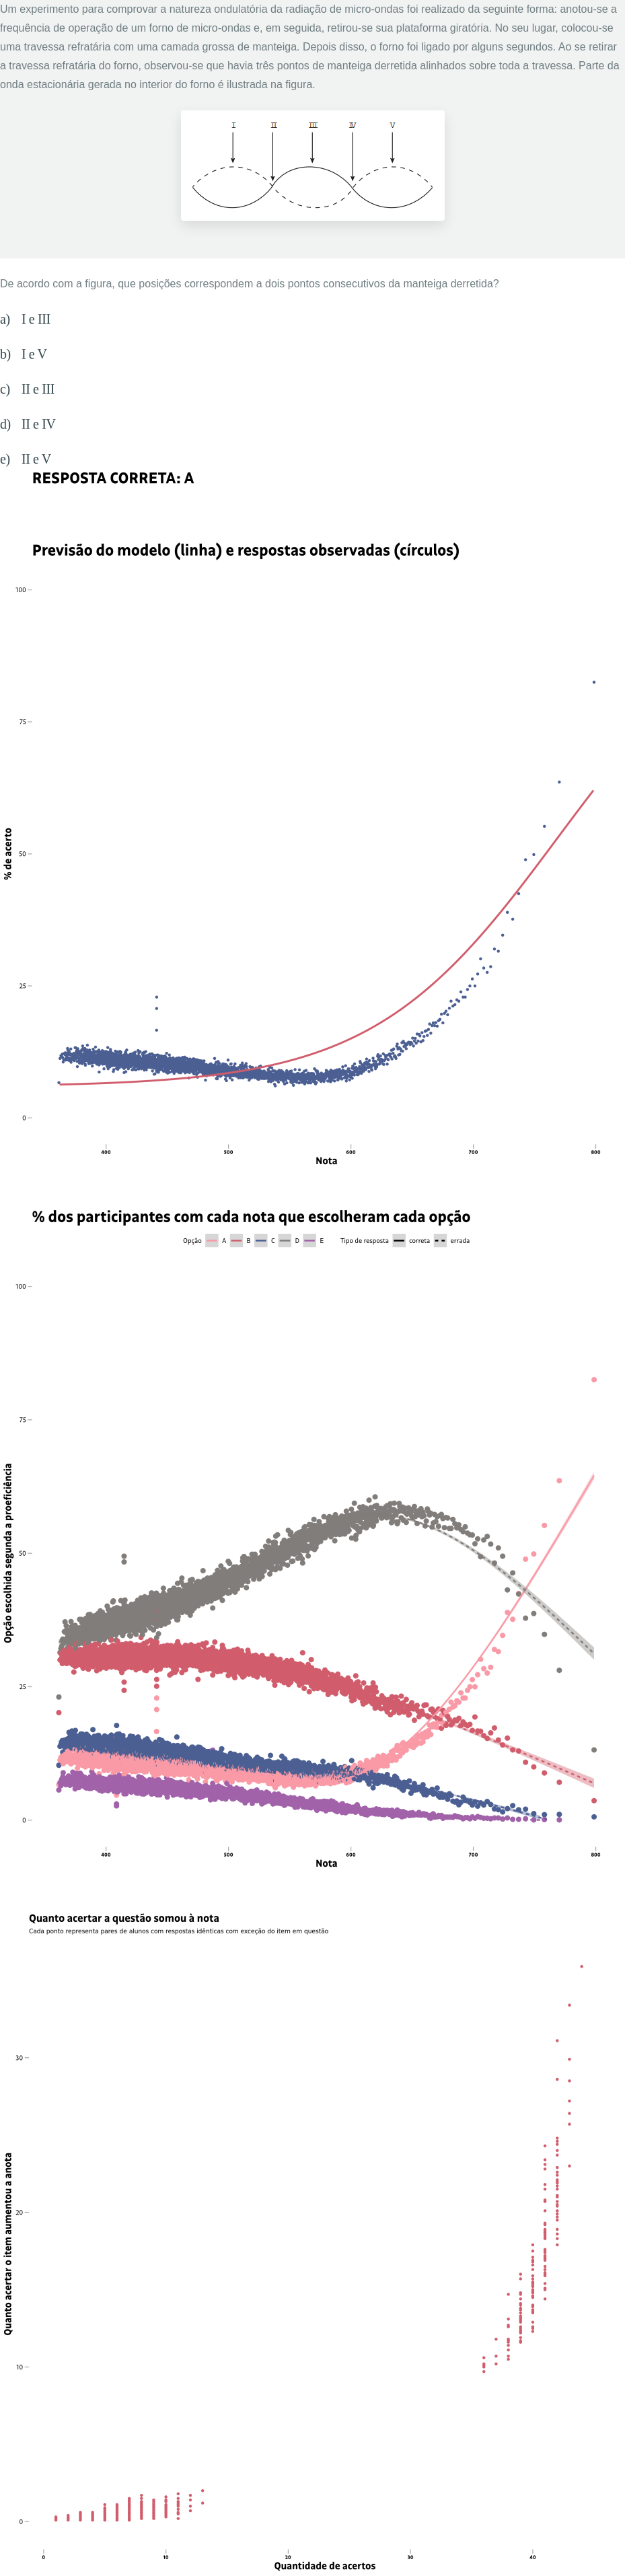 Um experimento para comprovar a natureza ondulatória da radiação de micro-ondas foi realizado da seguinte forma: anotou-se a
frequência de operação de um forno de micro-ondas e, em seguida, retirou-se sua plataforma giratória. No seu lugar, colocou-se
uma travessa refratária com uma camada grossa de manteiga. Depois disso, o forno foi ligado por alguns segundos. Ao se retirar
a travessa refratária do forno, observou-se que havia três pontos de manteiga derretida alinhados sobre toda a travessa. Parte da
onda estacionária gerada no interior do forno é ilustrada na figura.
I II III IV V
De acordo com a figura, que posições correspondem a dois pontos consecutivos da manteiga derretida?
a) I e III
b) I e V
c) II e III
d) II e IV
e) II e V
RESPOSTA CORRETA: A
Previsão do modelo (linha) e respostas observadas (círculos)
100
75
50
25
0
% de acerto
400 500 600 700 800
Nota
% dos participantes com cada nota que escolheram cada opção
Opção A B C D E Tipo de resposta correta errada
100
75
50
25
0
Opção escolhida segunda a proeficiência
400 500 600 700 800
Nota
Quanto acertar a questão somou à nota
Cada ponto representa pares de alunos com respostas idênticas com exceção do item em questão
30
20
10
0
Quanto acertar o item aumentou a anota
0 10 20 30 40
Quantidade de acertos